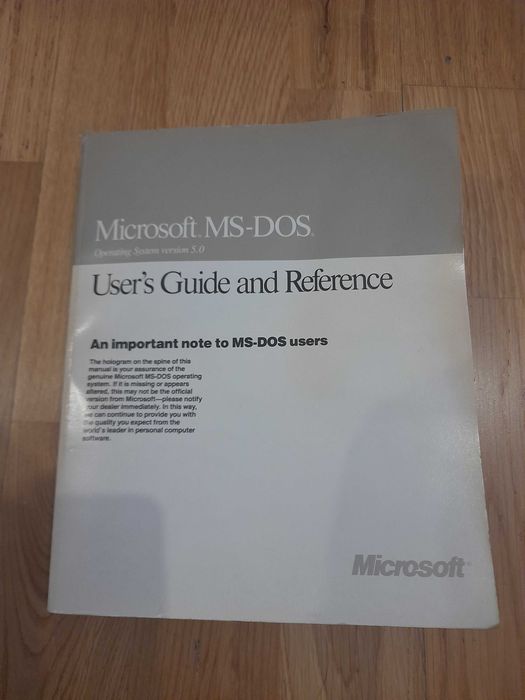 Microsoft® MS-DOS®
Operating System version 5.0
User's Guide and Reference
An important note to MS-DOS users
The hologram on the spine of this
manual is your assurance of the
genuine Microsoft MS-DOS operating
system. If it is missing or appears
altered, this may not be the official
version from Microsoft—please notify
your dealer immediately. In this way,
we can continue to provide you with
the quality you expect from the
world's leader in personal computer
software.
Microsoft®